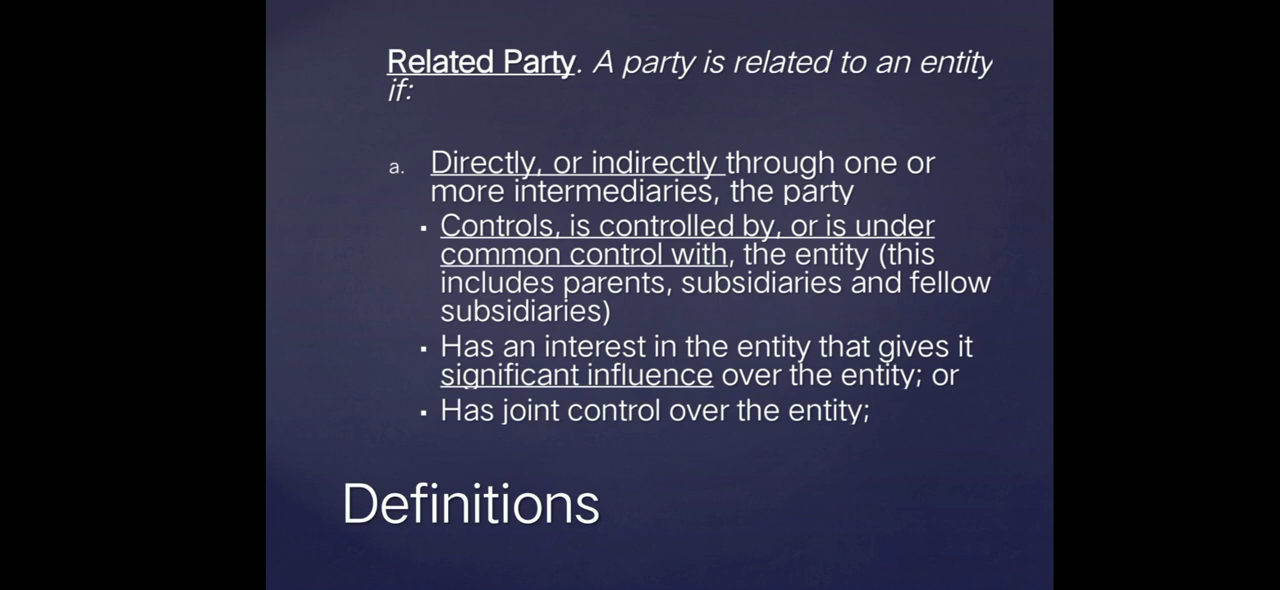 Related Party. A party is related to an entity
if:
a. Directly, or indirectly through one or
more intermediaries, the party
▪ Controls, is controlled by, or is under
common control with, the entity (this
includes parents, subsidiaries and fellow
subsidiaries)
▪ Has an interest in the entity that gives it
significant influence over the entity; or
▪ Has joint control over the entity;
Definitions